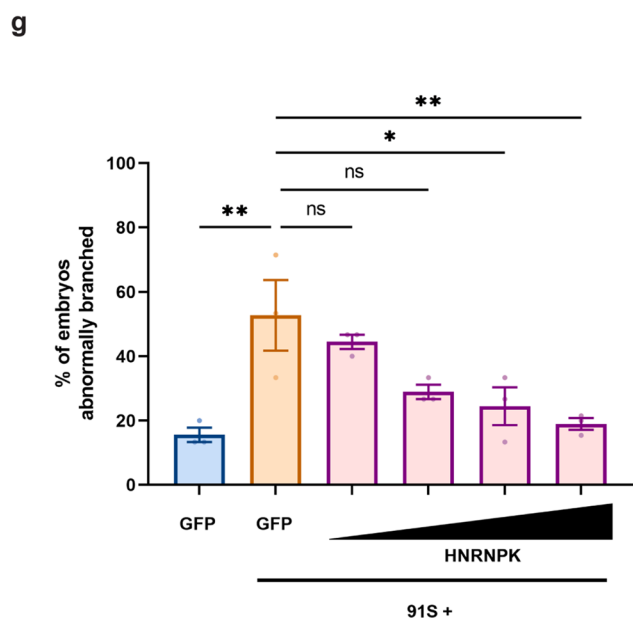 g
**
*
ns
** ns
100
80
60
40
20
0
% of embryos
abnormally branched
GFP GFP
HNRNPK
91S +